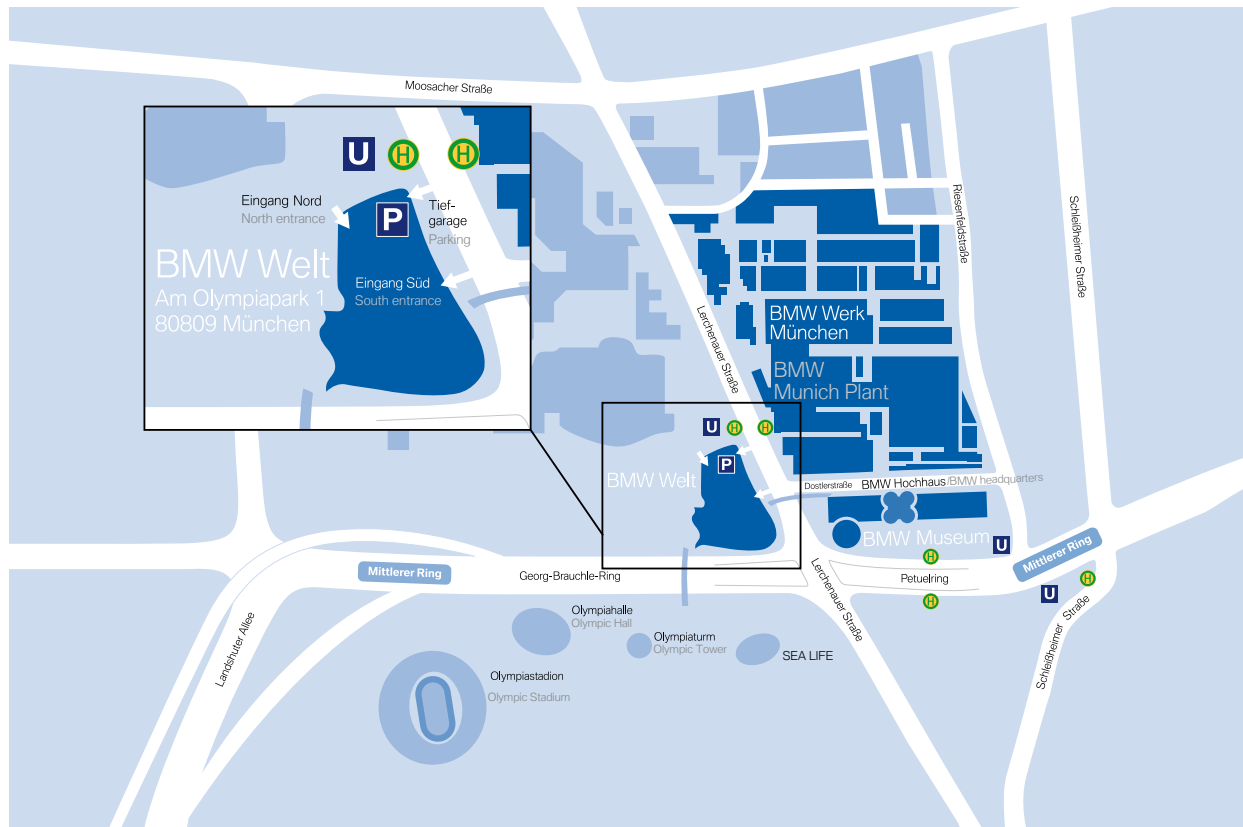 Moosacher Straße
U
H
H
Eingang Nord
North entrance
P
Tief-
garage
Parking
BMW Welt
Am Olympiapark 1
80809 München
Eingang Süd
South entrance
Riesenfeldstraße
Schleißheimer Straße
Lerchenauer Straße
BMW Werk
München
BMW
Munich Plant
U
H
H
P
BMW Welt
Dostlerstraße
BMW Hochhaus/BMW headquarters
BMW Museum
U
H
Mittlerer Ring
Mittlerer Ring
Georg-Brauchle-Ring
Petuelring
H
U
H
Lerchenauer Straße
Schleißheimer Straße
Landshuter Allee
Olympiahalle
Olympic Hall
Olympiaturm
Olympic Tower
SEA LIFE
Olympiastadion
Olympic Stadium